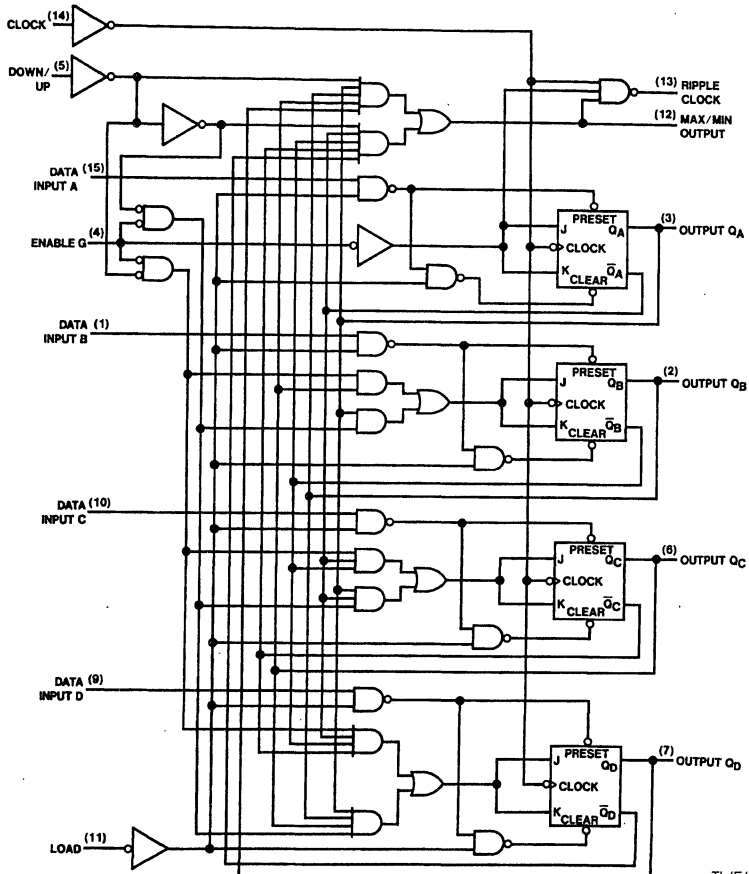 CLOCK (14)
DOWN/ (5)
UP
(13) RIPPLE
CLOCK
(12) MAX/MIN
OUTPUT
DATA (15)
INPUT A
PRESET
J QA (3) OUTPUT QA
ENABLE G (4)
CLOCK
K Q̅A
CLEAR
DATA (1)
INPUT B
PRESET
J QB (2) OUTPUT QB
CLOCK
K Q̅B
CLEAR
DATA (10)
INPUT C
PRESET
J QC (6) OUTPUT QC
CLOCK
K Q̅C
CLEAR
DATA (9)
INPUT D
PRESET
J QD (7) OUTPUT QD
CLOCK
K Q̅D
CLEAR
LOAD (11)